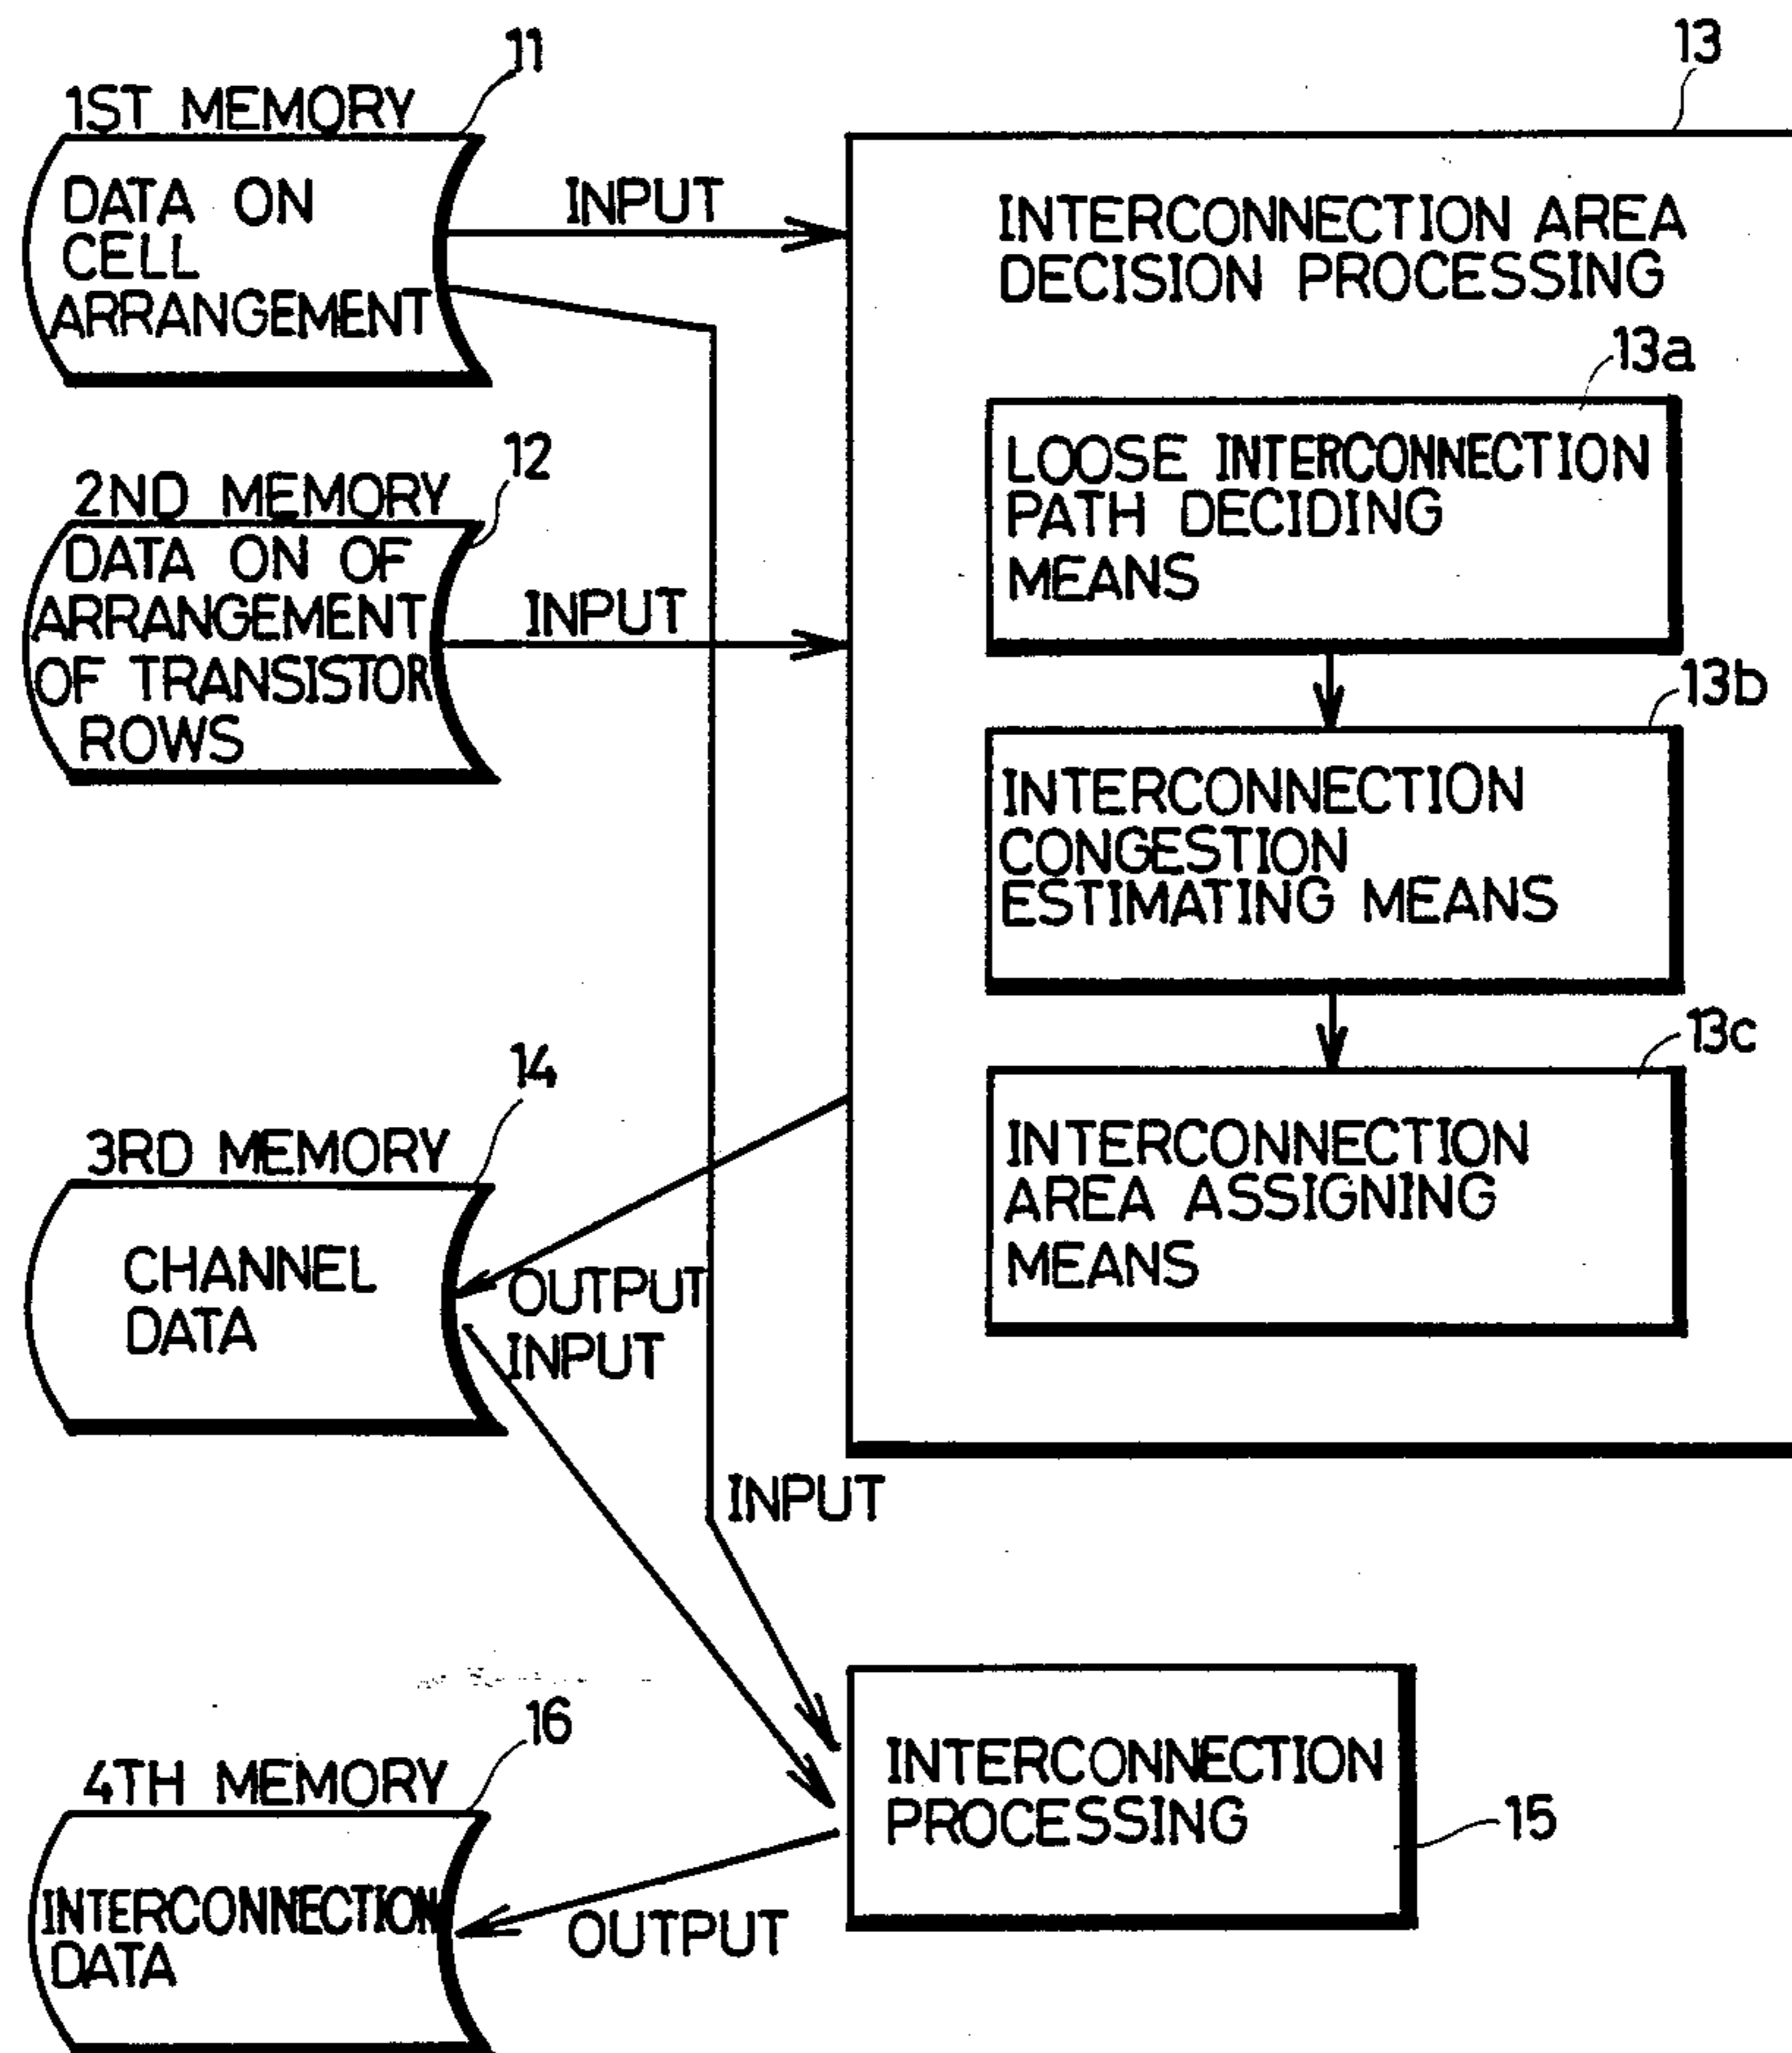 11
1ST MEMORY
DATA ON
CELL
ARRANGEMENT
INPUT
12
2ND MEMORY
DATA ON OF
ARRANGEMENT
OF TRANSISTOR
ROWS
INPUT
13
INTERCONNECTION AREA
DECISION PROCESSING
13a
LOOSE INTERCONNECTION
PATH DECIDING
MEANS
13b
INTERCONNECTION
CONGESTION
ESTIMATING MEANS
13c
INTERCONNECTION
AREA ASSIGNING
MEANS
14
3RD MEMORY
CHANNEL
DATA
OUTPUT
INPUT
INPUT
INTERCONNECTION
PROCESSING
15
16
4TH MEMORY
INTERCONNECTION
DATA
OUTPUT